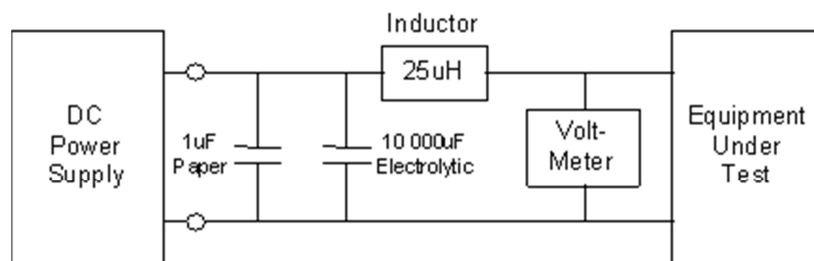 Inductor
25uH
DC
Power
Supply
1uF
Paper
10 000uF
Electrolytic
Volt-
Meter
Equipment
Under
Test